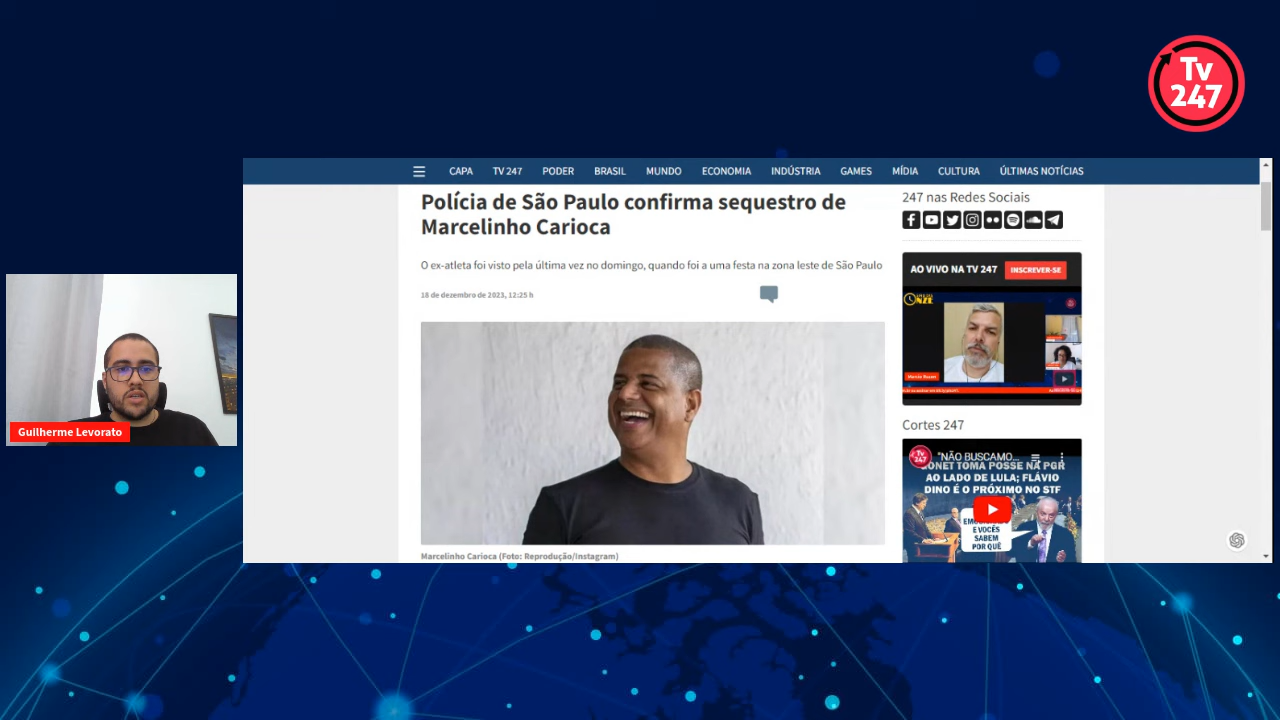 Tv
247
CAPA TV 247 PODER BRASIL MUNDO ECONOMIA INDÚSTRIA GAMES MÍDIA CULTURA ÚLTIMAS NOTÍCIAS
Polícia de São Paulo confirma sequestro de
Marcelinho Carioca
O ex-atleta foi visto pela última vez no domingo, quando foi a uma festa na zona leste de São Paulo
18 de dezembro de 2023, 12:25 h
Marcelinho Carioca (Foto: Reprodução/Instagram)
247 nas Redes Sociais
AO VIVO NA TV 247 INSCREVER-SE
ONZE
Cortes 247
Tv
247
"NÃO BUSCAMO...
GONET TOMA POSSE NA PGR
AO LADO DE LULA; FLÁVIO
DINO É O PRÓXIMO NO STF
E VOCÊS
SABEM
POR QUÊ
Guilherme Levorato